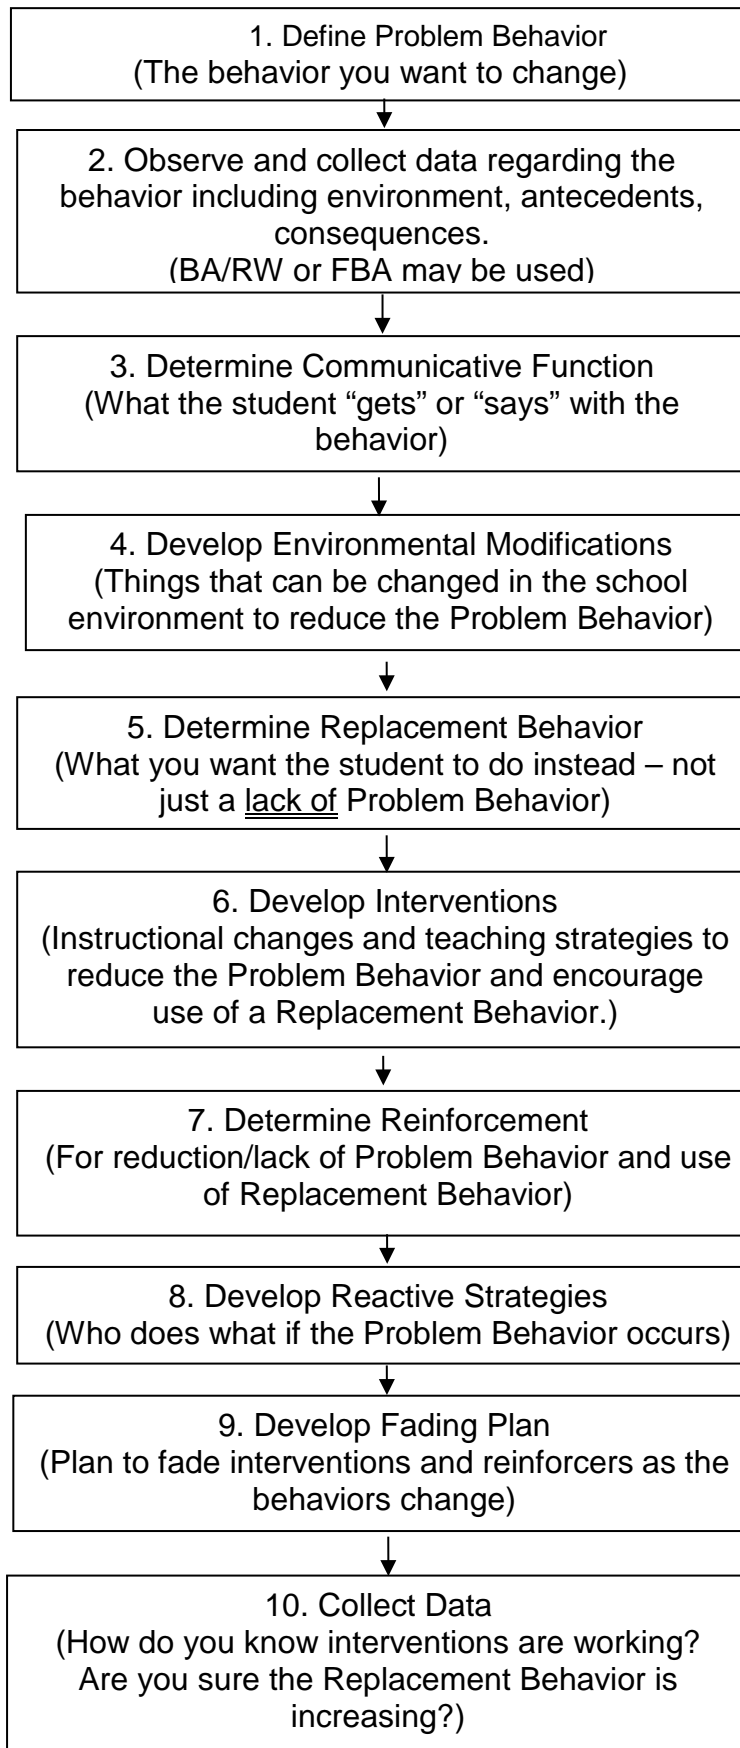 1. Define Problem Behavior
(The behavior you want to change)
2. Observe and collect data regarding the
behavior including environment, antecedents,
consequences.
(BA/RW or FBA may be used)
3. Determine Communicative Function
(What the student “gets” or “says” with the
behavior)
4. Develop Environmental Modifications
(Things that can be changed in the school
environment to reduce the Problem Behavior)
5. Determine Replacement Behavior
(What you want the student to do instead – not
just a lack of Problem Behavior)
6. Develop Interventions
(Instructional changes and teaching strategies to
reduce the Problem Behavior and encourage
use of a Replacement Behavior.)
7. Determine Reinforcement
(For reduction/lack of Problem Behavior and use
of Replacement Behavior)
8. Develop Reactive Strategies
(Who does what if the Problem Behavior occurs)
9. Develop Fading Plan
(Plan to fade interventions and reinforcers as the
behaviors change)
10. Collect Data
(How do you know interventions are working?
Are you sure the Replacement Behavior is
increasing?)